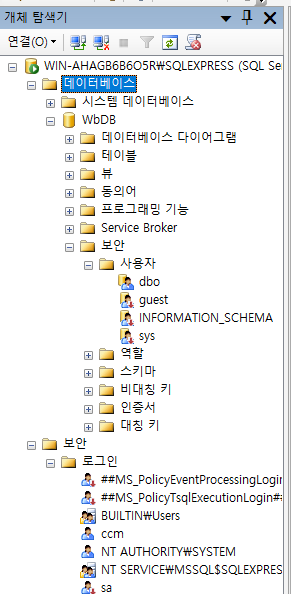 개체 탐색기
연결(O)
WIN-AHAGB6B6O5R\SQLEXPRESS (SQL Se
데이터베이스
시스템 데이터베이스
WbDB
데이터베이스 다이어그램
테이블
뷰
동의어
프로그래밍 기능
Service Broker
보안
사용자
dbo
guest
INFORMATION_SCHEMA
sys
역할
스키마
비대칭 키
인증서
대칭 키
보안
로그인
##MS_PolicyEventProcessingLogin
##MS_PolicyTsqlExecutionLogin##
BUILTIN\Users
ccm
NT AUTHORITY\SYSTEM
NT SERVICE\MSSQL$SQLEXPRES
sa